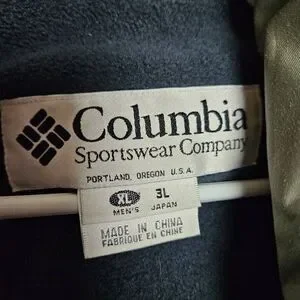 Columbia
Sportswear Company
PORTLAND, OREGON U.S.A.
XL 3L
MEN'S JAPAN
MADE IN CHINA
FABRIQUE EN CHINE